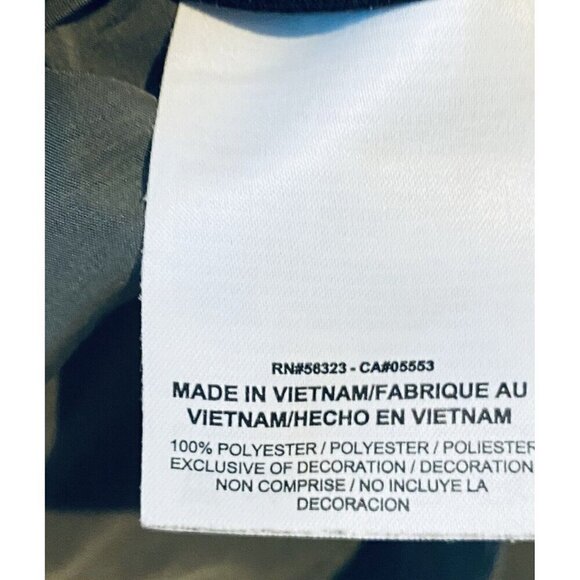 RN#56323 - CA#05553
MADE IN VIETNAM/FABRIQUE AU
VIETNAM/HECHO EN VIETNAM
100% POLYESTER / POLYESTER / POLIESTER
EXCLUSIVE OF DECORATION / DECORATION
NON COMPRISE / NO INCLUYE LA
DECORACION